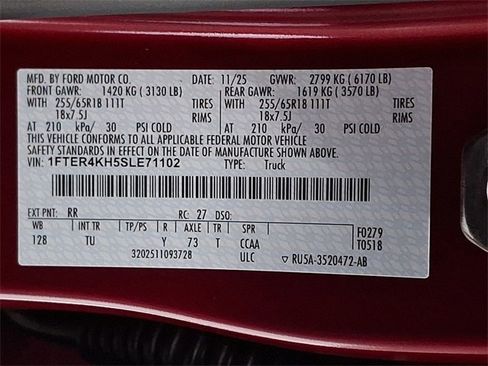 MFD. BY FORD MOTOR CO. 11/25 GVWR: 2799 KG ( 6170 LB)
FRONT GAWR: 1420 KG ( 3130 LB) REAR GAWR: 1619 KG ( 3570 LB)
WITH 255/65R18 111T TIRES WITH 255/65R18 111T TIRES
18x7.5J RIMS 18x7.5J RIMS
AT 210 kPa/ 30 PSI COLD AT 210 kPa/ 30 PSI COLD
THIS VEHICLE CONFORMS TO ALL APPLICABLE FEDERAL MOTOR VEHICLE
SAFETY STANDARDS IN EFFECT ON THE DATE OF MANUFACTURE SHOWN ABOVE.
VIN: 1FTER4KH5SLE71102 TYPE: Truck
EXT PNT: RR RC: 27 DSO:
WB INT TR TP/PS R AXLE TR SPR F0279
128 TU Y 73 T CCAA T0518
3202511093728 ULC ▽ RU5A-3520472-AB